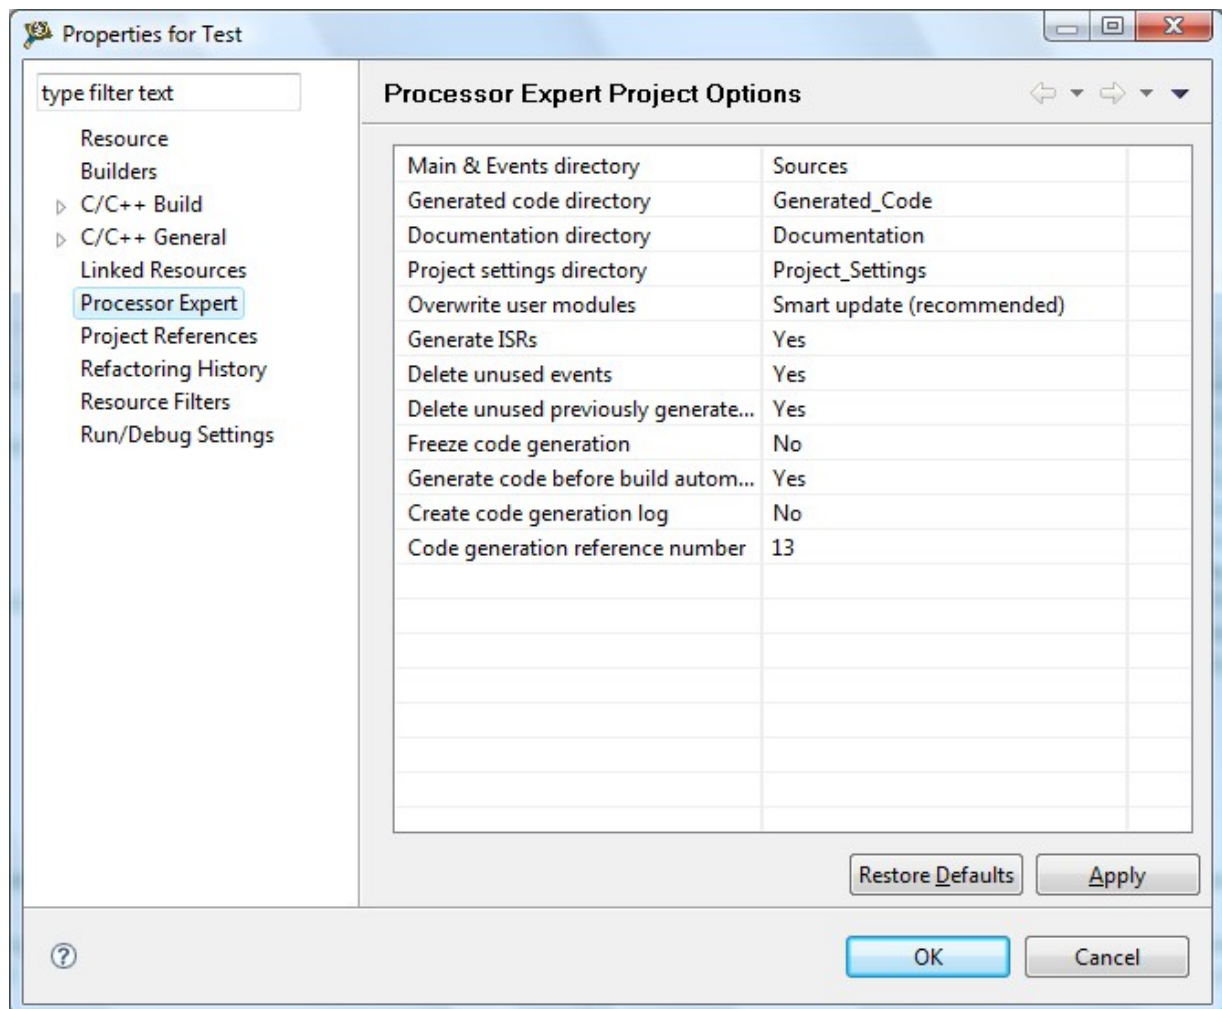 Properties for Test
type filter text
Resource
Builders
C/C++ Build
C/C++ General
Linked Resources
Processor Expert
Project References
Refactoring History
Resource Filters
Run/Debug Settings
Processor Expert Project Options
Main & Events directory Sources
Generated code directory Generated_Code
Documentation directory Documentation
Project settings directory Project_Settings
Overwrite user modules Smart update (recommended)
Generate ISRs Yes
Delete unused events Yes
Delete unused previously generate... Yes
Freeze code generation No
Generate code before build autom... Yes
Create code generation log No
Code generation reference number 13
Restore Defaults Apply
OK Cancel